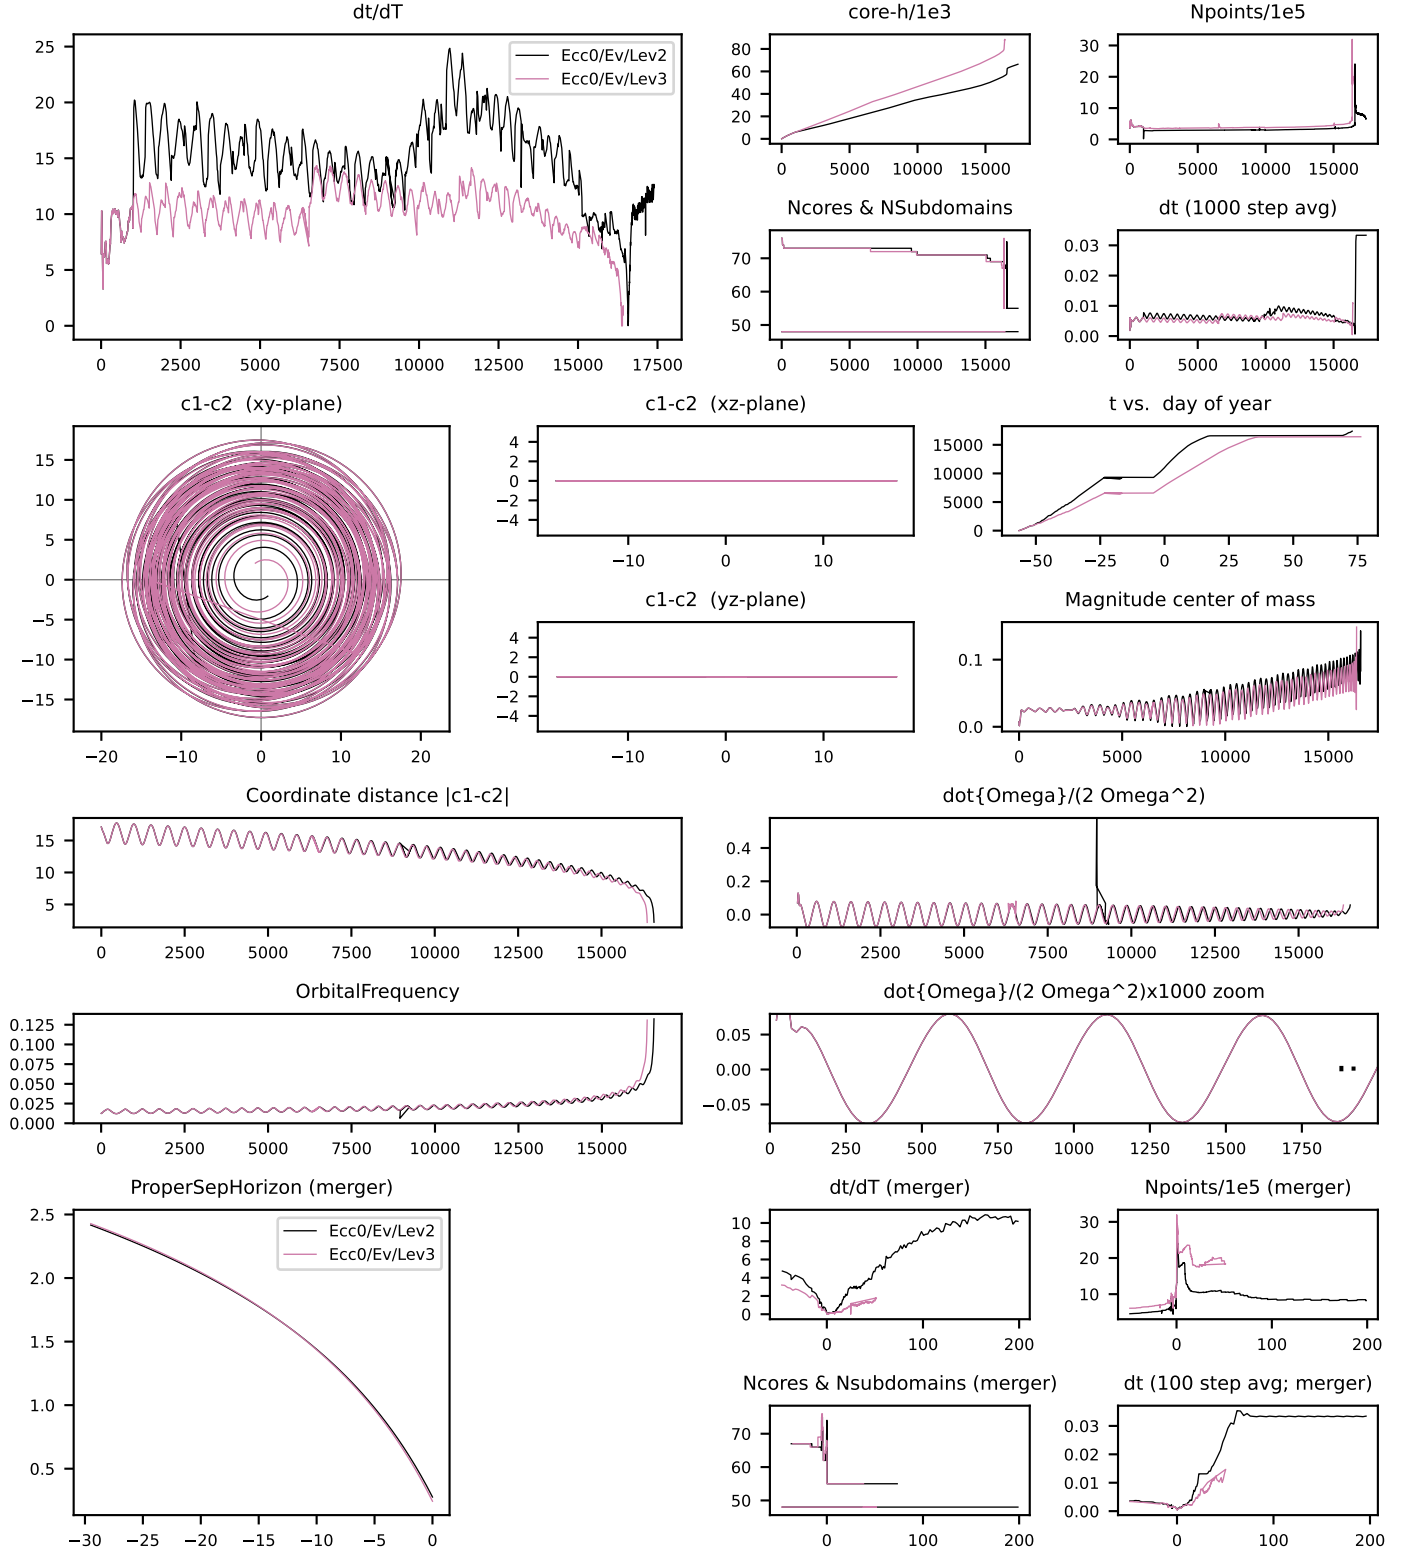 dt/dT
25
20
15
10
5
0
0 2500 5000 7500 10000 12500 15000 17500
Ecc0/Ev/Lev2
Ecc0/Ev/Lev3
core-h/1e3
80
60
40
20
0
0 5000 10000 15000
Npoints/1e5
30
20
10
0
0 5000 10000 15000
Ncores & NSubdomains
70
60
50
0 5000 10000 15000
dt (1000 step avg)
0.03
0.02
0.01
0.00
0 5000 10000 15000
c1-c2 (xy-plane)
15
10
5
0
−5
−10
−15
−20 −10 0 10 20
c1-c2 (xz-plane)
4
2
0
−2
−4
−10 0 10
t vs. day of year
15000
10000
5000
0
−50 −25 0 25 50 75
c1-c2 (yz-plane)
4
2
0
−2
−4
−10 0 10
Magnitude center of mass
0.1
0.0
0 5000 10000 15000
Coordinate distance |c1-c2|
15
10
5
0 2500 5000 7500 10000 12500 15000
dot{Omega}/(2 Omega^2)
0.4
0.2
0.0
0 2500 5000 7500 10000 12500 15000
OrbitalFrequency
0.125
0.100
0.075
0.050
0.025
0.000
0 2500 5000 7500 10000 12500 15000
dot{Omega}/(2 Omega^2)x1000 zoom
0.05
0.00
−0.05
0 250 500 750 1000 1250 1500 1750
ProperSepHorizon (merger)
2.5
2.0
1.5
1.0
0.5
−30 −25 −20 −15 −10 −5 0
Ecc0/Ev/Lev2
Ecc0/Ev/Lev3
dt/dT (merger)
10
8
6
4
2
0
0 100 200
Npoints/1e5 (merger)
30
20
10
0 100 200
Ncores & Nsubdomains (merger)
70
60
50
0 100 200
dt (100 step avg; merger)
0.03
0.02
0.01
0.00
0 100 200